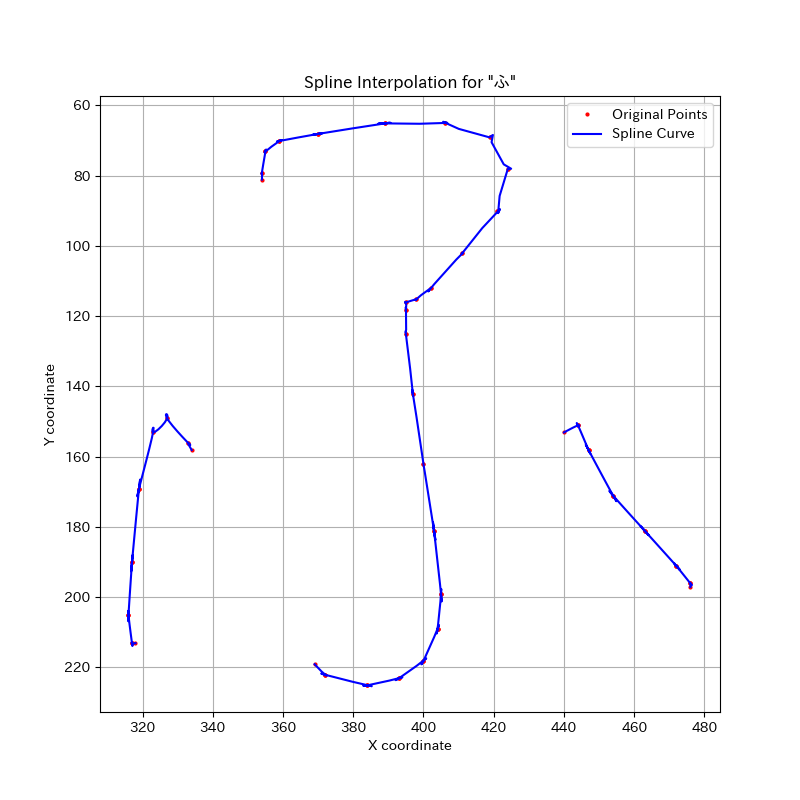 Spline Interpolation for "ふ"
Original Points
Spline Curve
60
80
100
120
140
160
180
200
220
Y coordinate
320 340 360 380 400 420 440 460 480
X coordinate